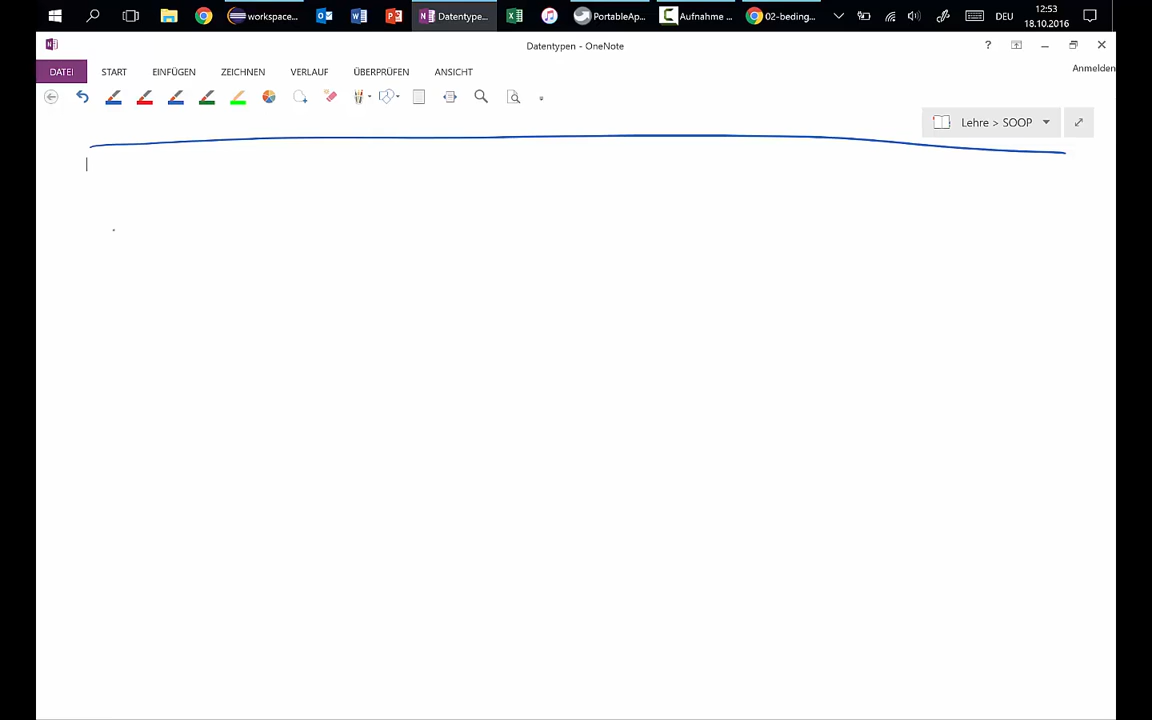 workspace...
Datentype...
PortableAp...
Aufnahme ...
02-beding...
DEU
12:53
18.10.2016
Datentypen - OneNote
?
Anmelden
DATEI START EINFÜGEN ZEICHNEN VERLAUF ÜBERPRÜFEN ANSICHT
Lehre > SOOP